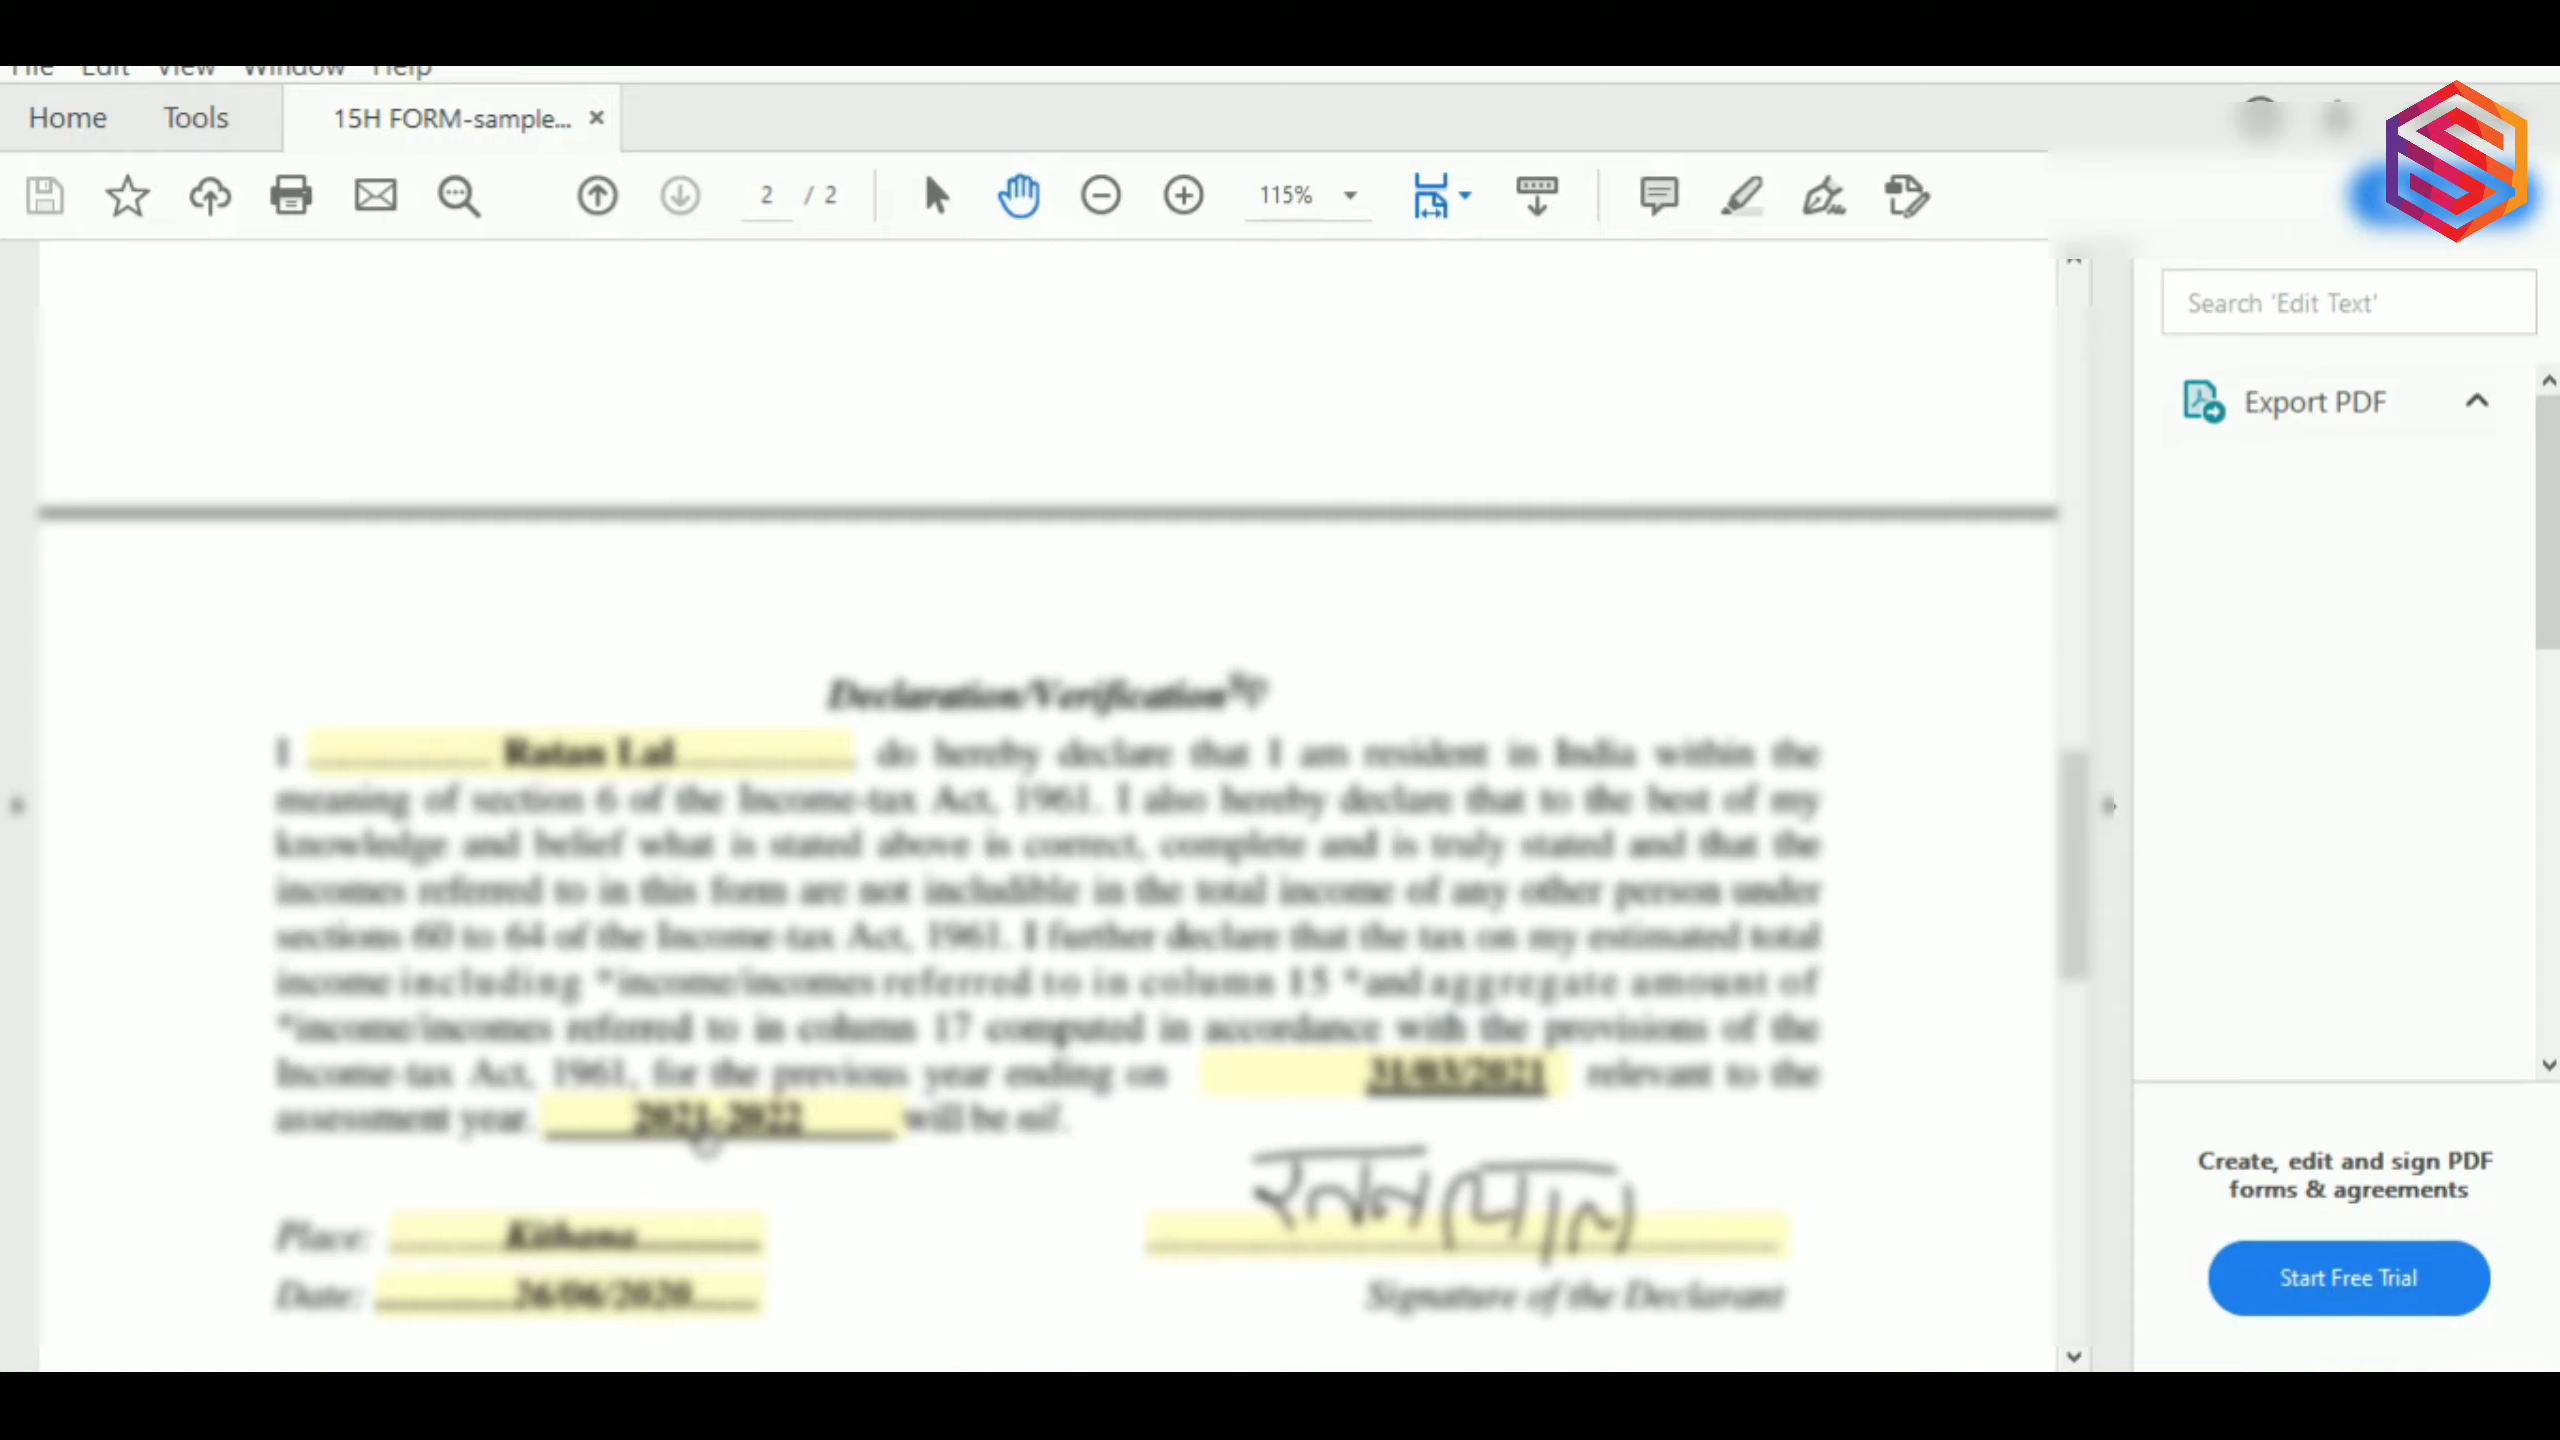 File Edit View Window Help
Home Tools 15H FORM-sample...
2 / 2 115%
Search 'Edit Text'
Export PDF
Declaration/Verification
I Ratan Lal do hereby declare that I am resident in India within the
meaning of section 6 of the Income-tax Act, 1961. I also hereby declare that to the best of my
knowledge and belief what is stated above is correct, complete and is truly stated and that the
incomes referred to in this form are not includible in the total income of any other person under
sections 60 to 64 of the Income-tax Act, 1961. I further declare that the tax on my estimated total
income including *income/incomes referred to in column 15 *and aggregate amount of
*income/incomes referred to in column 17 computed in accordance with the provisions of the
Income-tax Act, 1961, for the previous year ending on 31/03/2021 relevant to the
assessment year. 2021-2022 will be nil.
Place: Kithana
Date: 26/06/2020
Signature of the Declarant
Create, edit and sign PDF
forms & agreements
Start Free Trial